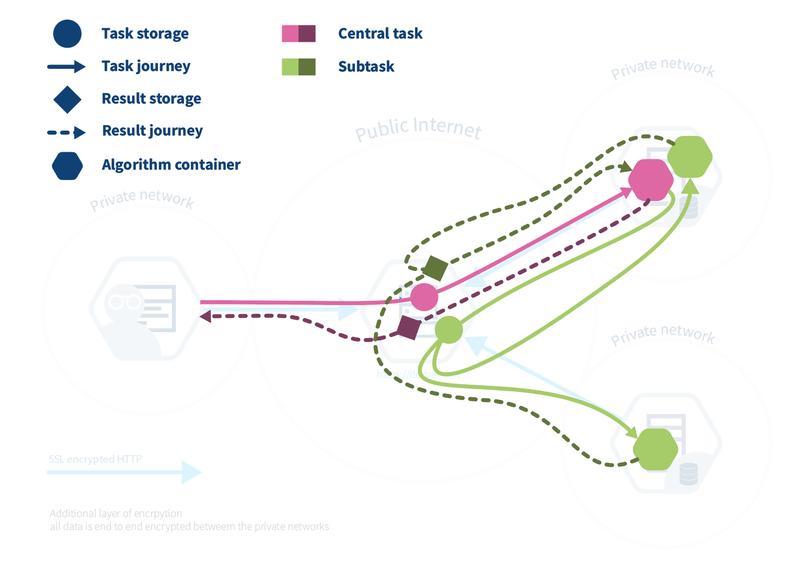 Task storage
Central task
Task journey
Subtask
Result storage
Result journey
Algorithm container
Private network
Public Internet
Private network
Private network
SSL encrypted HTTP
Additional layer of encrpytion
all data is end to end encrypted betweem the private networks